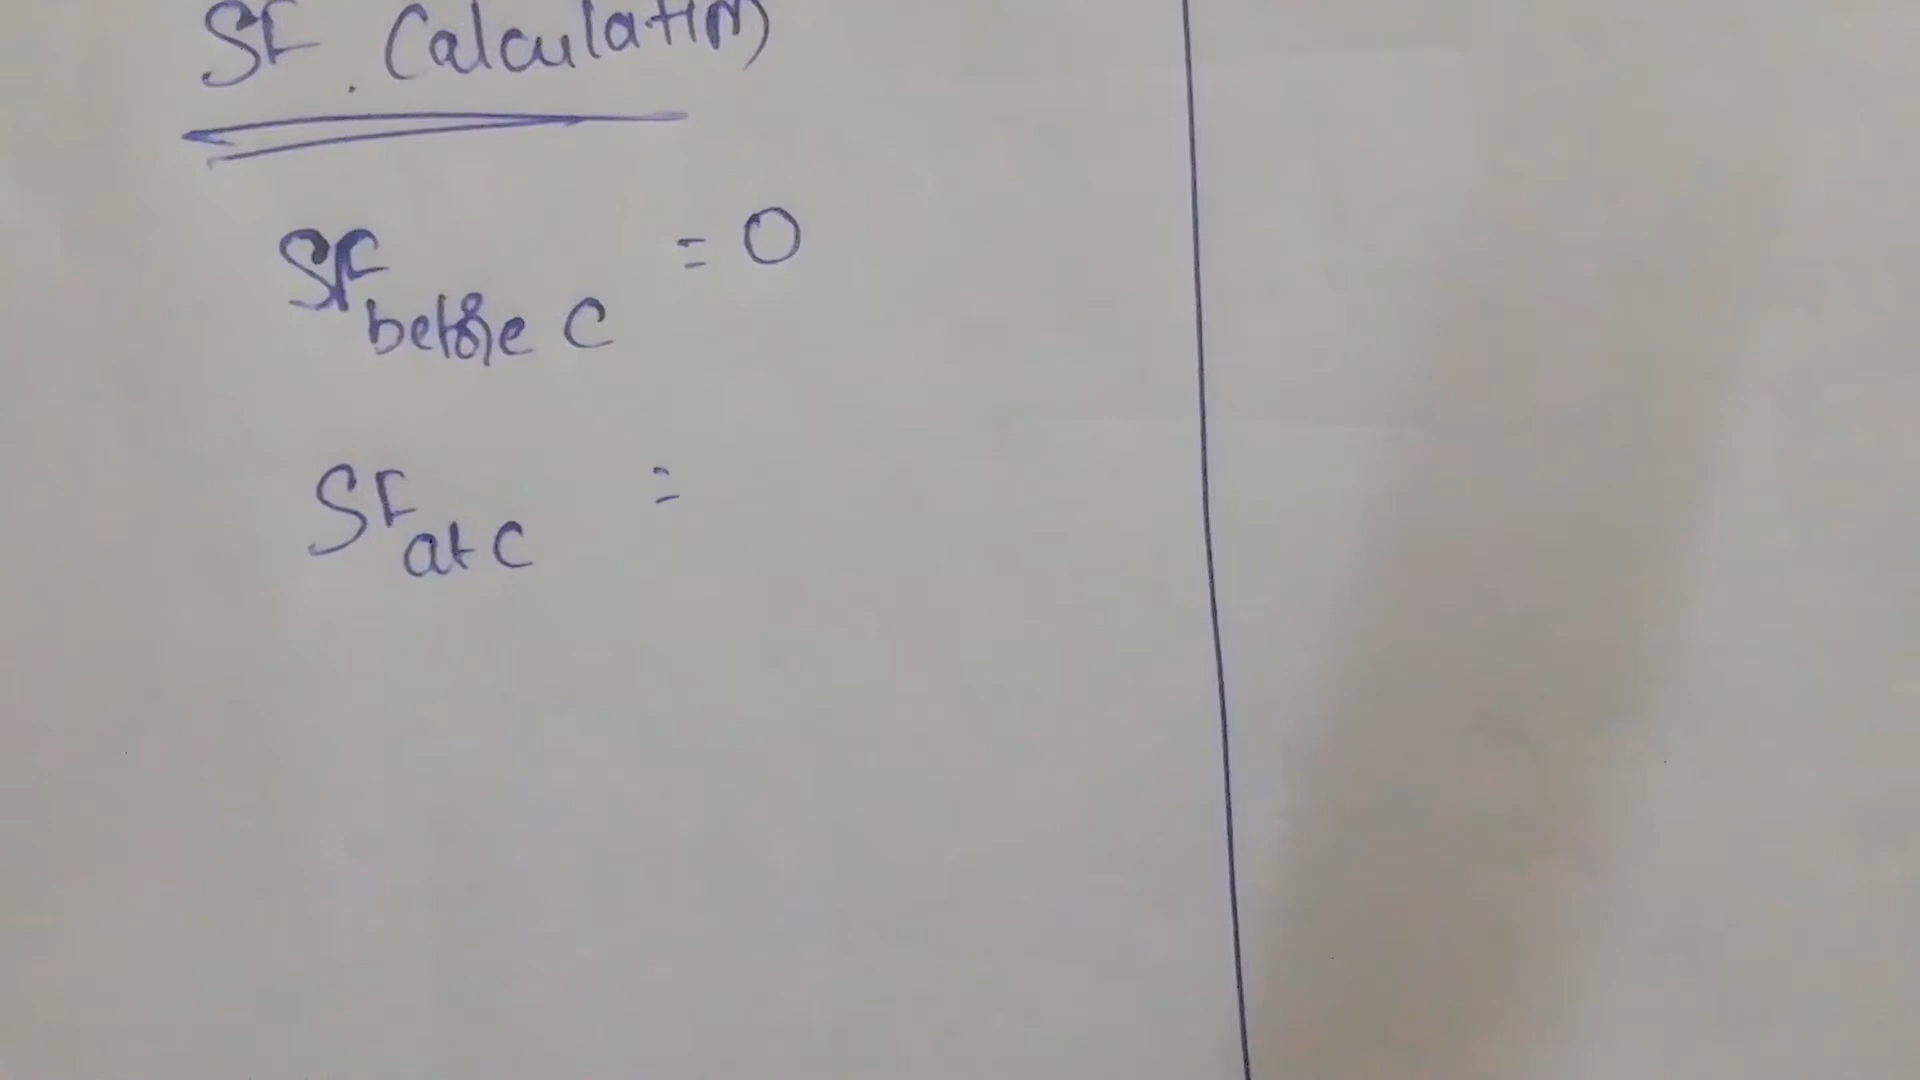 SF Calculation
SF before C = 0
SF at C =